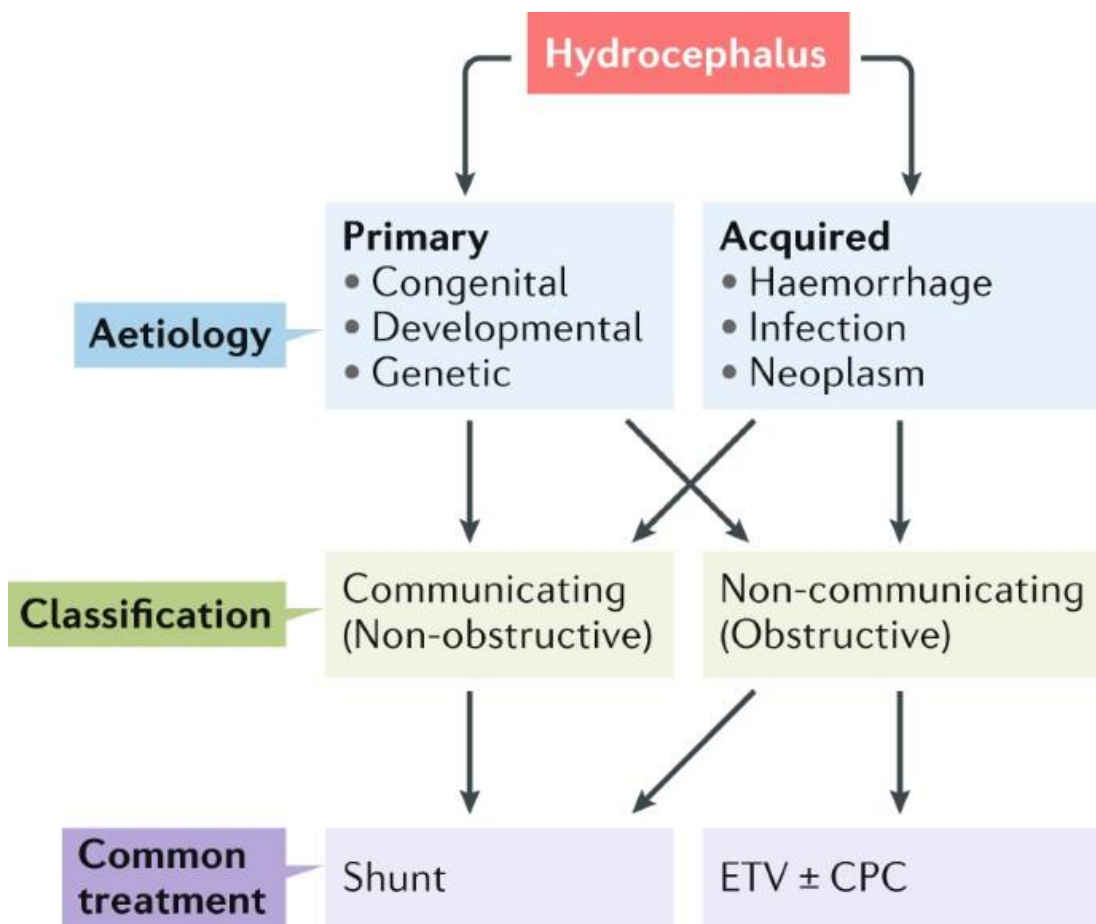 Hydrocephalus
Aetiology
Primary
• Congenital
• Developmental
• Genetic
Acquired
• Haemorrhage
• Infection
• Neoplasm
Classification
Communicating
(Non-obstructive)
Non-communicating
(Obstructive)
Common
treatment
Shunt
ETV ± CPC